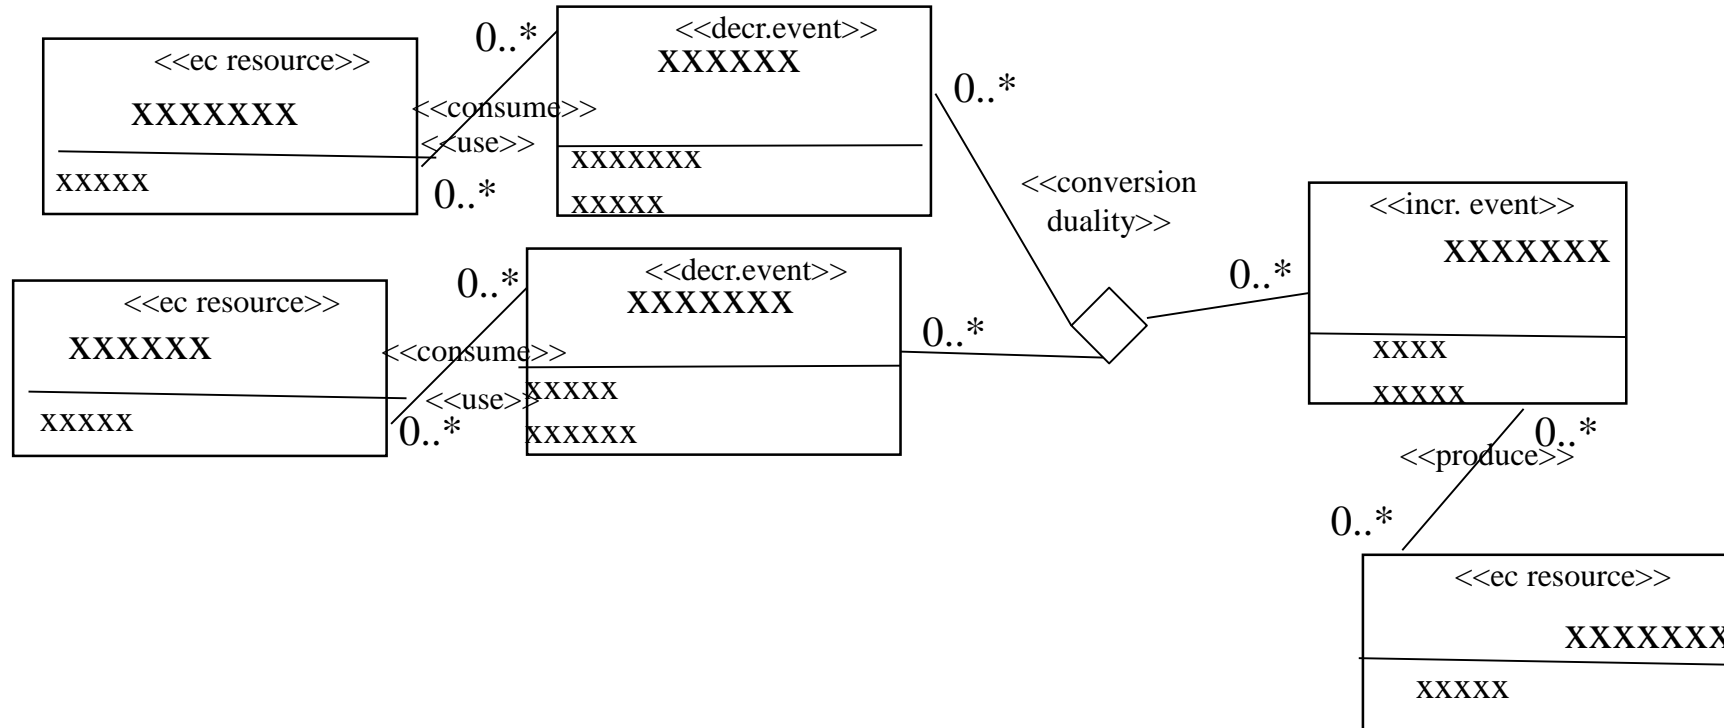 <<ec resource>>
XXXXXXX
xxxxx
<<consume>>
<<use>>
0..*
0..*
<<decr.event>>
XXXXXX
xxxxxxx
xxxxx
0..*
<<ec resource>>
XXXXXX
xxxxx
<<consume>>
<<use>>
0..*
0..*
<<decr.event>>
XXXXXXX
xxxxx
xxxxxx
0..*
<<conversion
duality>>
0..*
<<incr. event>>
XXXXXXX
xxxx
xxxxx
0..*
<<produce>>
0..*
<<ec resource>>
XXXXXXX
xxxxx